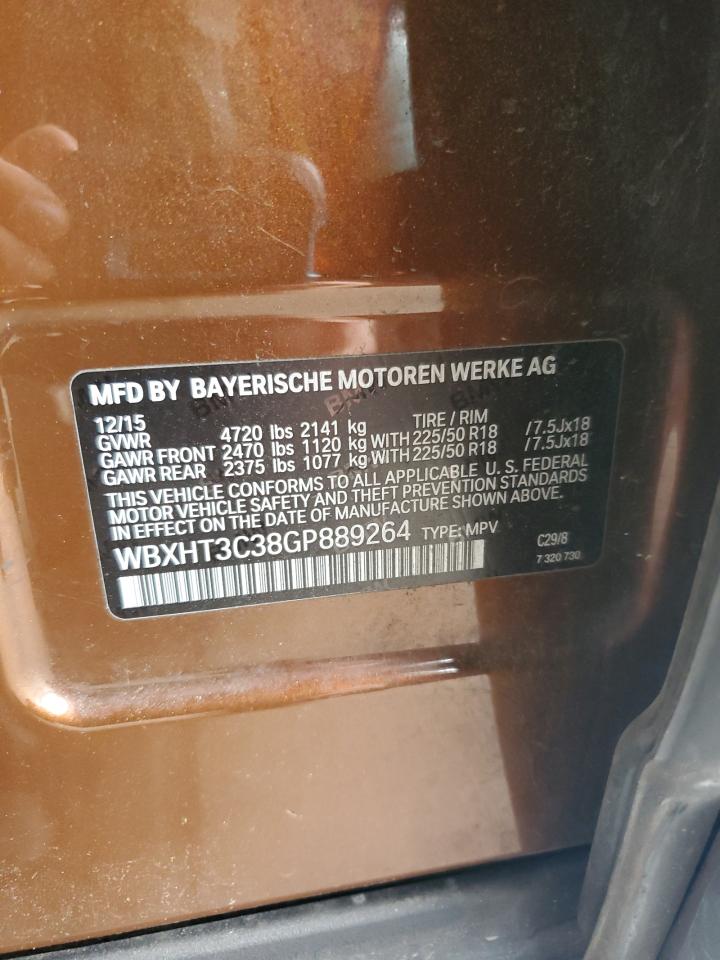 MFD BY BAYERISCHE MOTOREN WERKE AG
12/15
GVWR 4720 lbs 2141 kg TIRE / RIM
GAWR FRONT 2470 lbs 1120 kg WITH 225/50 R18 /7.5Jx18
GAWR REAR 2375 lbs 1077 kg WITH 225/50 R18 /7.5Jx18
THIS VEHICLE CONFORMS TO ALL APPLICABLE U. S. FEDERAL
MOTOR VEHICLE SAFETY AND THEFT PREVENTION STANDARDS
IN EFFECT ON THE DATE OF MANUFACTURE SHOWN ABOVE.
WBXHT3C38GP889264 TYPE: MPV C29/8
7 320 730